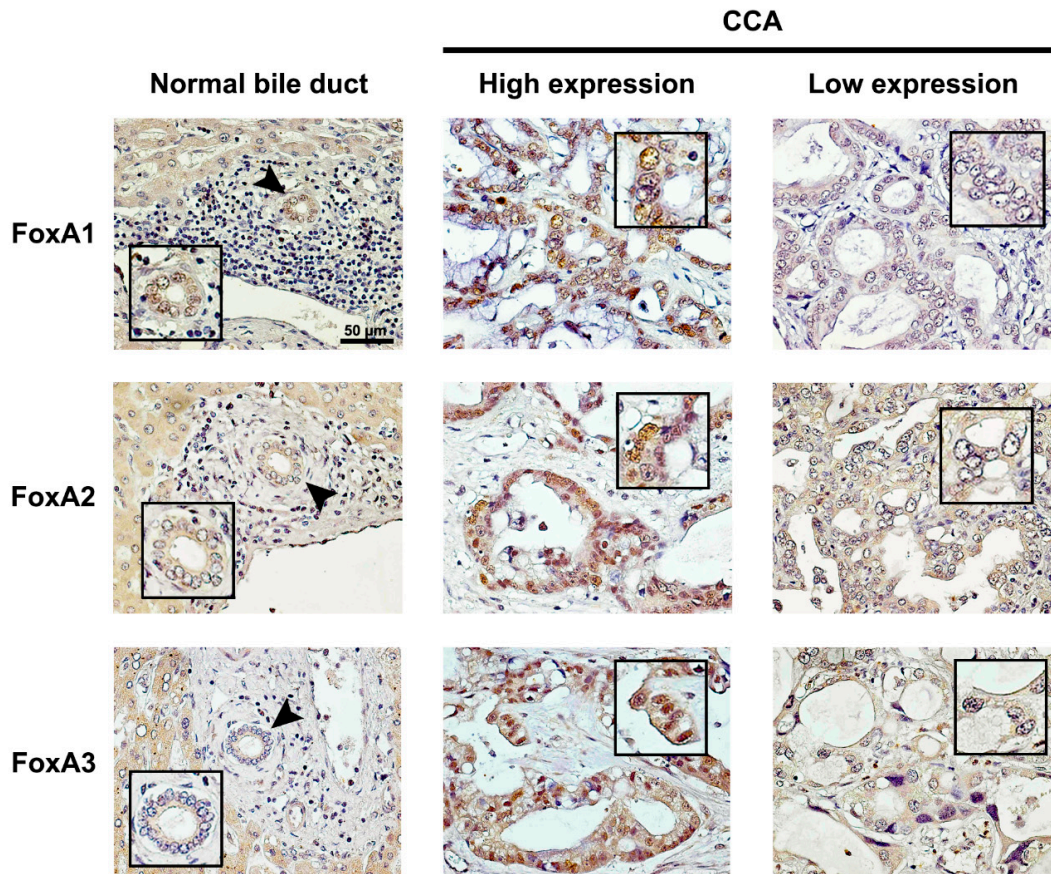 CCA
Normal bile duct
High expression
Low expression
FoxA1
50 μm
FoxA2
FoxA3